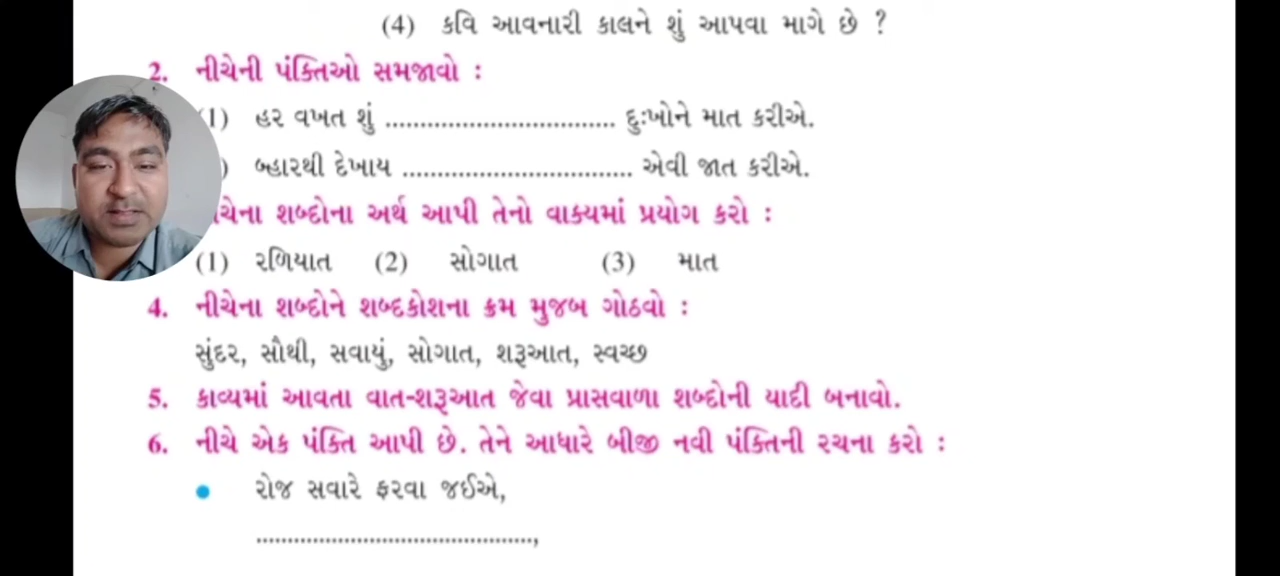 (4) કવિ આવનારી કાલને શું આપવા માગે છે ?
2. નીચેની પંક્તિઓ સમજાવો :
1) હર વખત શું ................................. દુઃખોને માત કરીએ.
) બ્હારથી દેખાય ................................. એવી જાત કરીએ.
ચેના શબ્દોના અર્થ આપી તેનો વાક્યમાં પ્રયોગ કરો :
(1) રળિયાત (2) સોગાત (3) માત
4. નીચેના શબ્દોને શબ્દકોશના ક્રમ મુજબ ગોઠવો :
સુંદર, સૌથી, સવાયું, સોગાત, શરૂઆત, સ્વચ્છ
5. કાવ્યમાં આવતા વાત-શરૂઆત જેવા પ્રાસવાળા શબ્દોની યાદી બનાવો.
6. નીચે એક પંક્તિ આપી છે. તેને આધારે બીજી નવી પંક્તિની રચના કરો :
• રોજ સવારે ફરવા જઈએ,
.............................................,